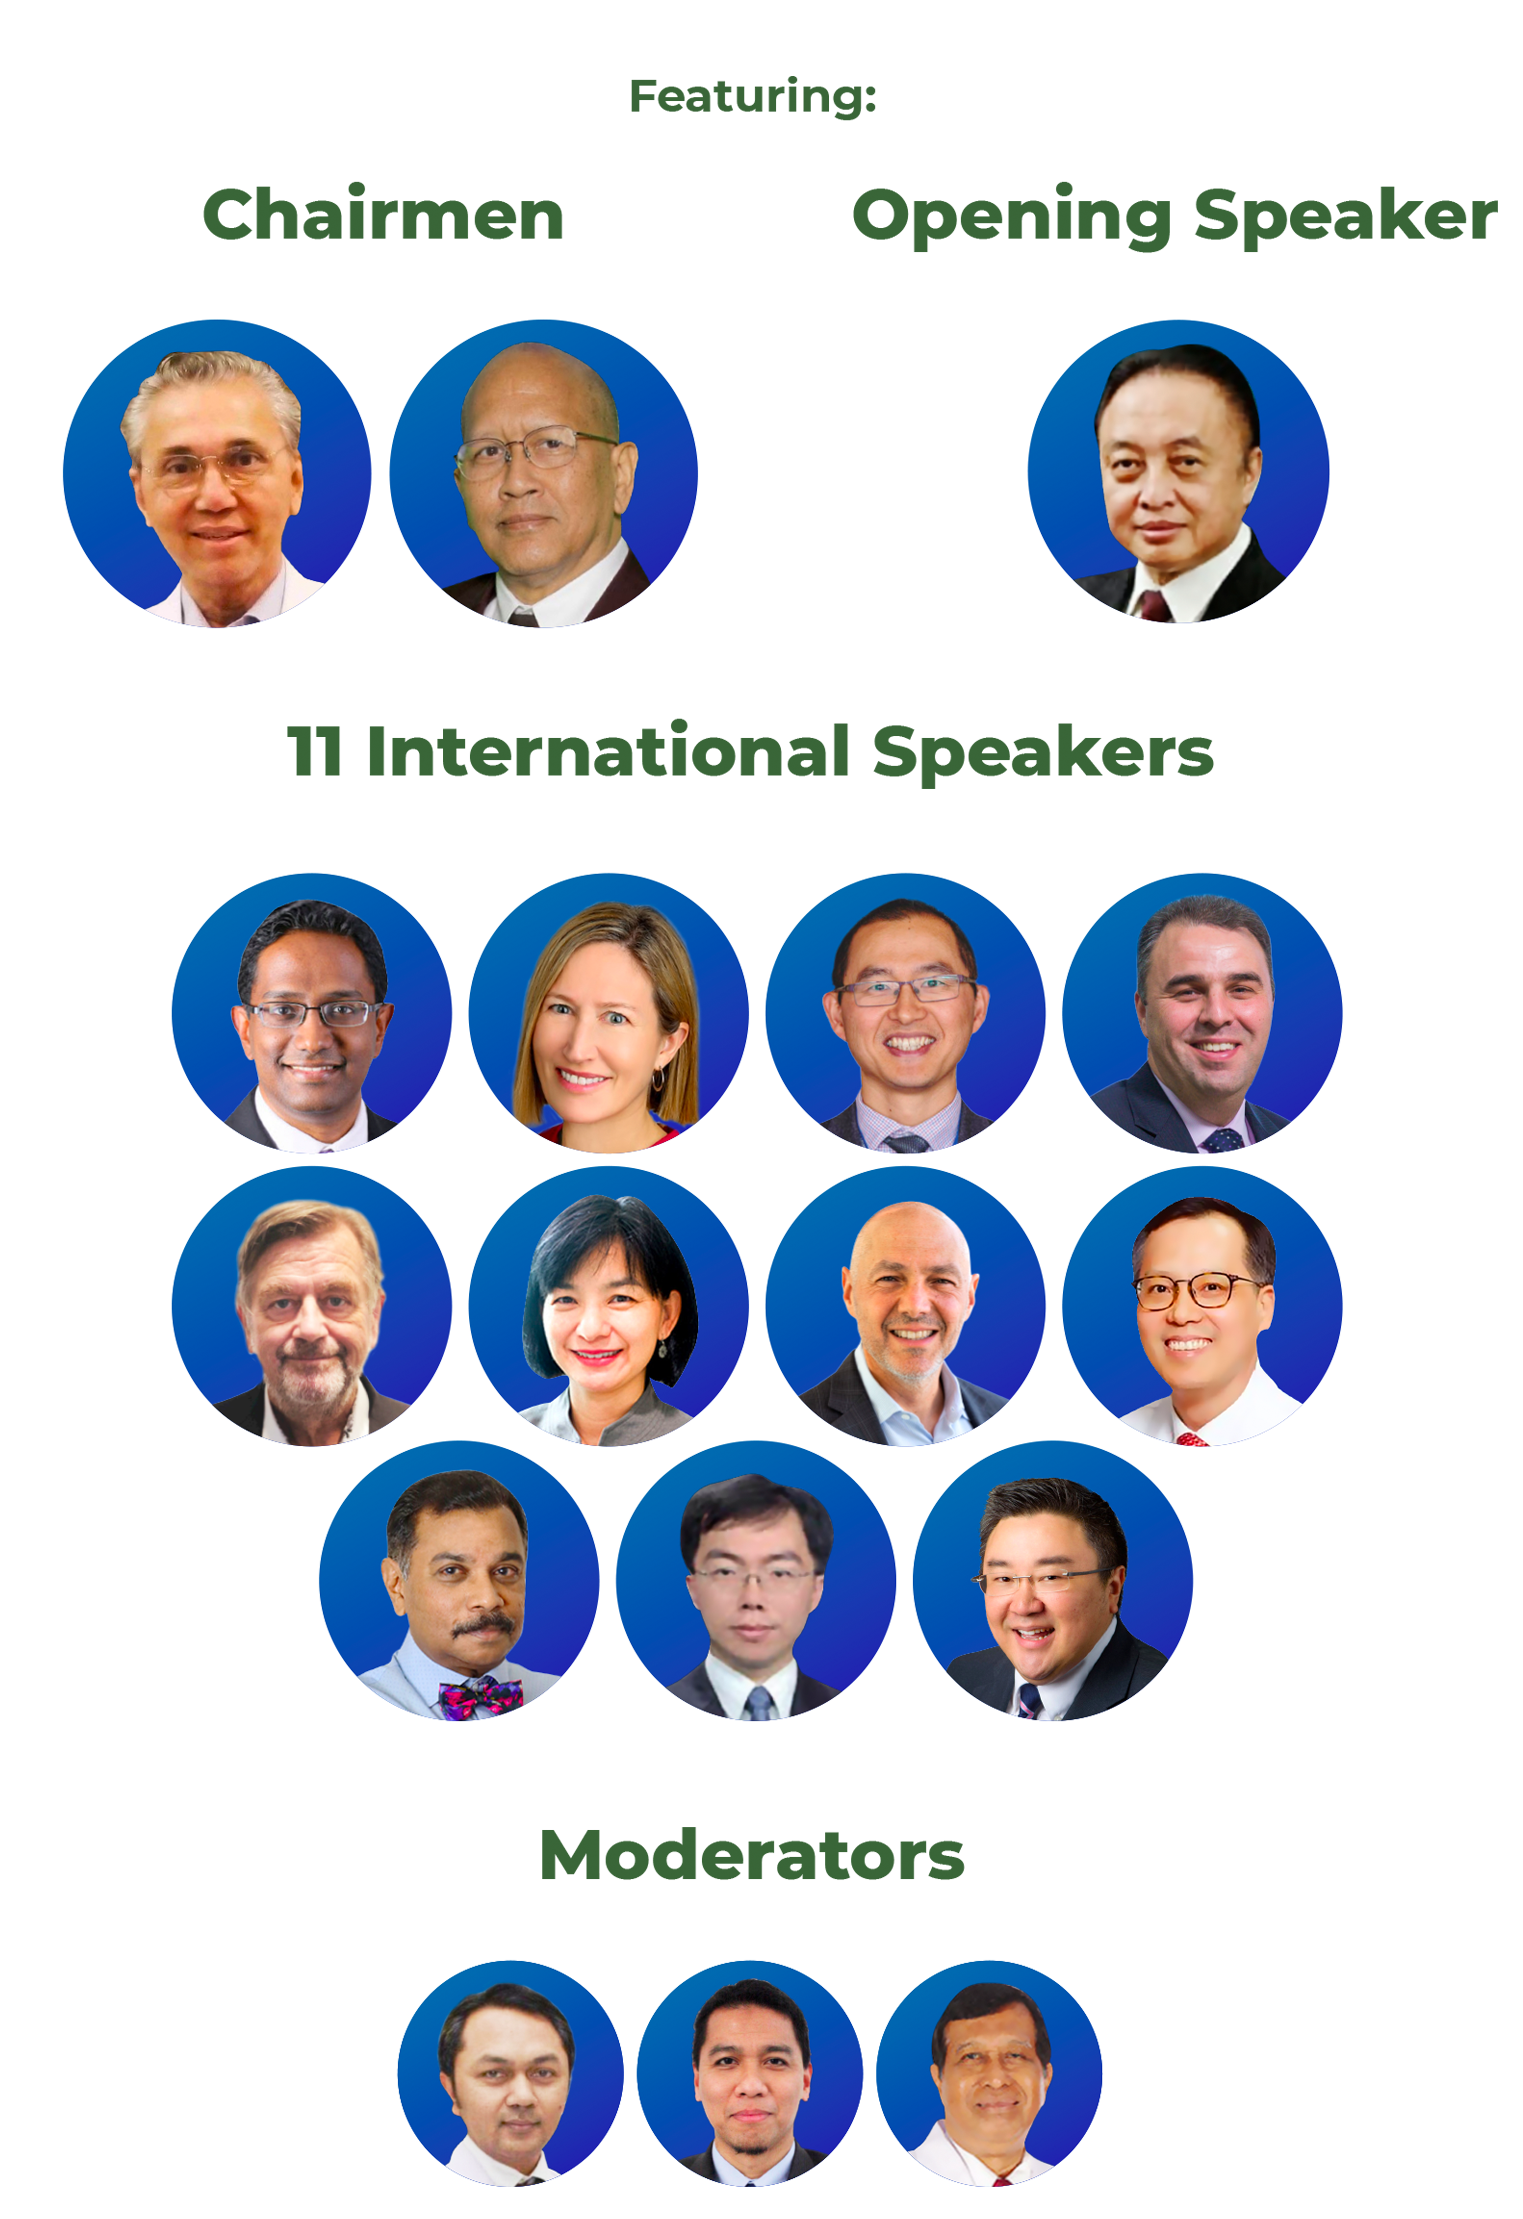 Featuring:
Chairmen
Opening Speaker
11 International Speakers
Moderators